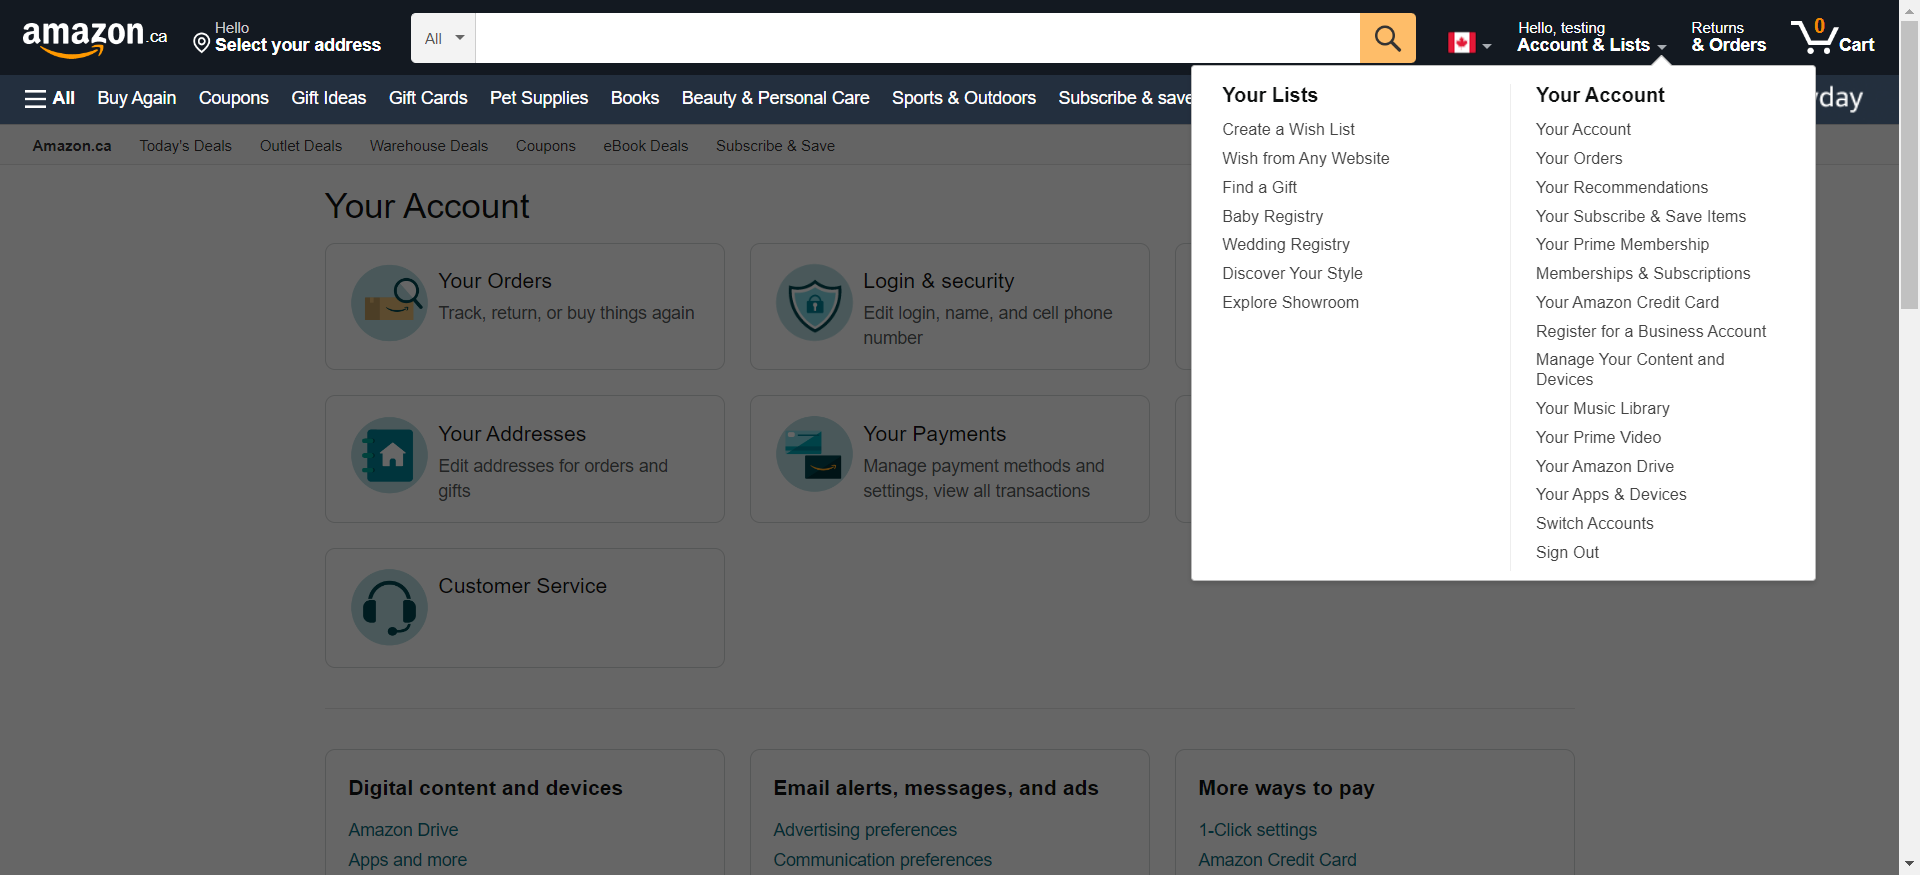 amazon.ca
Hello
Select your address
All
Hello, testing
Account & Lists
Returns
& Orders
0
Cart
All
Buy Again
Coupons
Gift Ideas
Gift Cards
Pet Supplies
Books
Beauty & Personal Care
Sports & Outdoors
Subscribe & save
day
Amazon.ca
Today's Deals
Outlet Deals
Warehouse Deals
Coupons
eBook Deals
Subscribe & Save
Your Lists
Create a Wish List
Wish from Any Website
Find a Gift
Baby Registry
Wedding Registry
Discover Your Style
Explore Showroom
Your Account
Your Account
Your Orders
Your Recommendations
Your Subscribe & Save Items
Your Prime Membership
Memberships & Subscriptions
Your Amazon Credit Card
Register for a Business Account
Manage Your Content and
Devices
Your Music Library
Your Prime Video
Your Amazon Drive
Your Apps & Devices
Switch Accounts
Sign Out
Your Account
Your Orders
Track, return, or buy things again
Login & security
Edit login, name, and cell phone
number
Your Addresses
Edit addresses for orders and
gifts
Your Payments
Manage payment methods and
settings, view all transactions
Customer Service
Digital content and devices
Amazon Drive
Apps and more
Email alerts, messages, and ads
Advertising preferences
Communication preferences
More ways to pay
1-Click settings
Amazon Credit Card